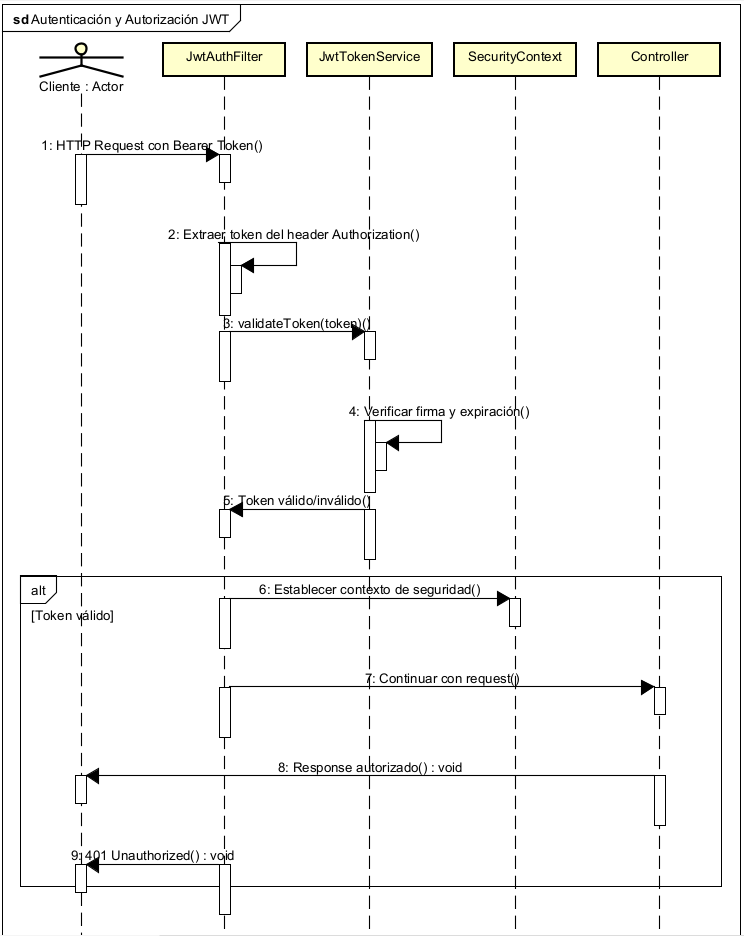 sd Autenticación y Autorización JWT
Cliente : Actor
JwtAuthFilter
JwtTokenService
SecurityContext
Controller
1: HTTP Request con Bearer Token()
2: Extraer token del header Authorization()
3: validateToken(token)()
4: Verificar firma y expiración()
5: Token válido/inválido()
alt
6: Establecer contexto de seguridad()
[Token válido]
7: Continuar con request()
8: Response autorizado() : void
9: 401 Unauthorized() : void